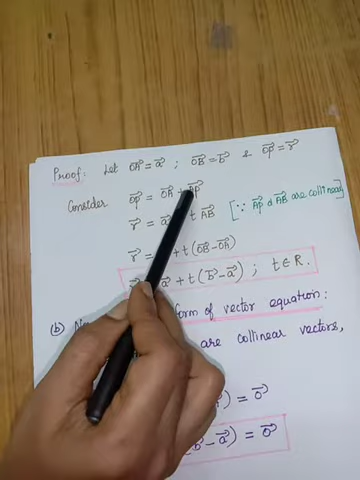 Proof: Let O͞A⃗ = a⃗ ; OB⃗ = b⃗ & OP⃗ = r⃗
Consider OP⃗ = OA⃗ + AP⃗
r⃗ = a⃗ t AB⃗ [∵ AP⃗ & AB⃗ are collinear]
r⃗ = + t (OB⃗ - OA⃗)
a⃗ + t (b⃗ - a⃗) ; t ∈ R.
(b) form of vector equation:
are collinear vectors,
) = 0⃗
(b⃗ - a⃗) = 0⃗